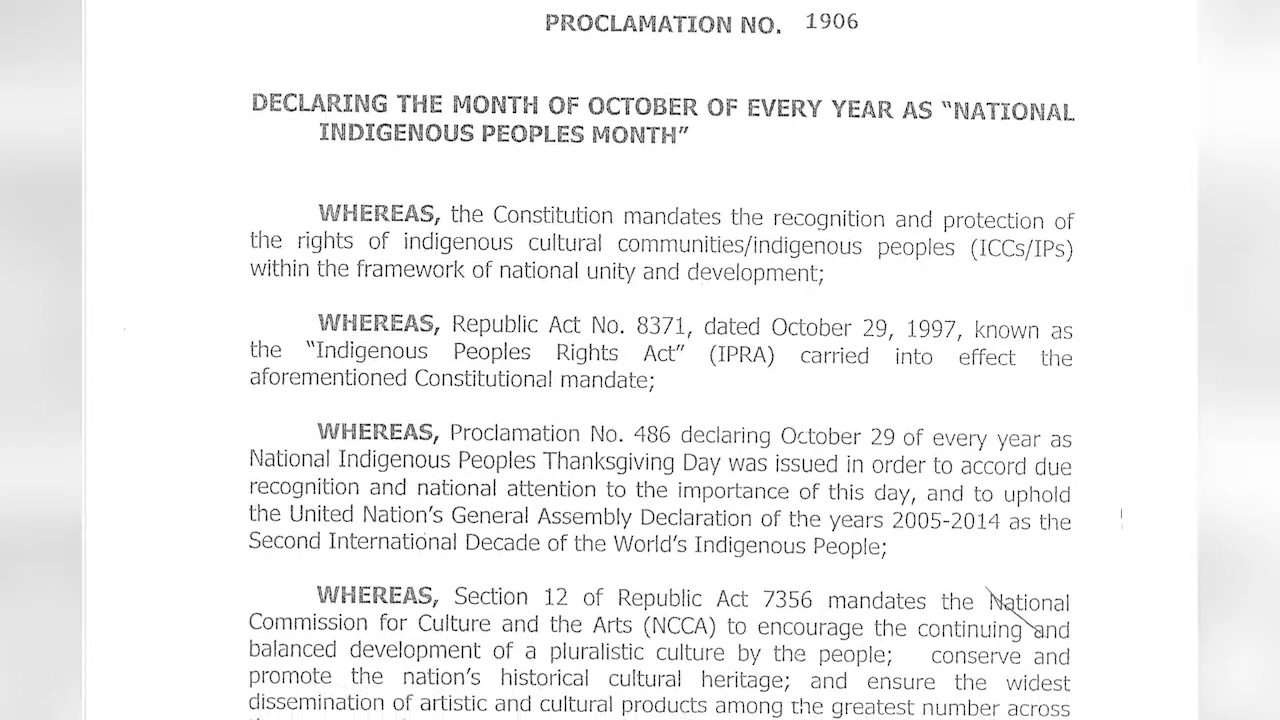 PROCLAMATION NO. 1906
DECLARING THE MONTH OF OCTOBER OF EVERY YEAR AS “NATIONAL
INDIGENOUS PEOPLES MONTH”
WHEREAS, the Constitution mandates the recognition and protection of
the rights of indigenous cultural communities/indigenous peoples (ICCs/IPs)
within the framework of national unity and development;
WHEREAS, Republic Act No. 8371, dated October 29, 1997, known as
the “Indigenous Peoples Rights Act” (IPRA) carried into effect the
aforementioned Constitutional mandate;
WHEREAS, Proclamation No. 486 declaring October 29 of every year as
National Indigenous Peoples Thanksgiving Day was issued in order to accord due
recognition and national attention to the importance of this day, and to uphold
the United Nation’s General Assembly Declaration of the years 2005-2014 as the
Second International Decade of the World’s Indigenous People;
WHEREAS, Section 12 of Republic Act 7356 mandates the National
Commission for Culture and the Arts (NCCA) to encourage the continuing and
balanced development of a pluralistic culture by the people; conserve and
promote the nation’s historical cultural heritage; and ensure the widest
dissemination of artistic and cultural products among the greatest number across